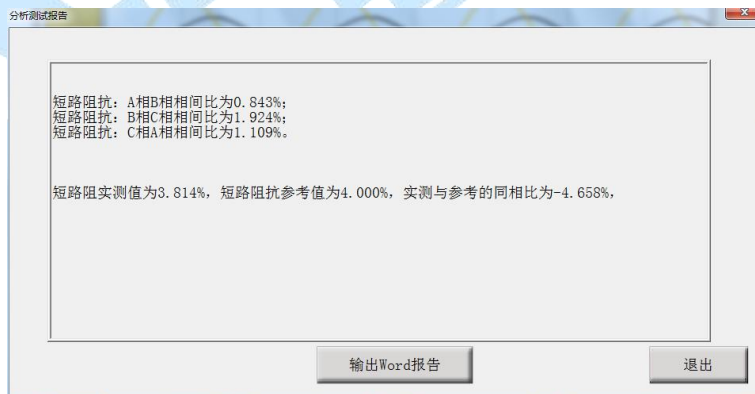 分析测试报告
x
短路阻抗：A相B相相间比为0.843%；
短路阻抗：B相C相相间比为1.924%；
短路阻抗：C相A相相间比为1.109%。
短路阻实测值为3.814%，短路阻抗参考值为4.000%，实测与参考的同相比为-4.658%，
输出Word报告
退出